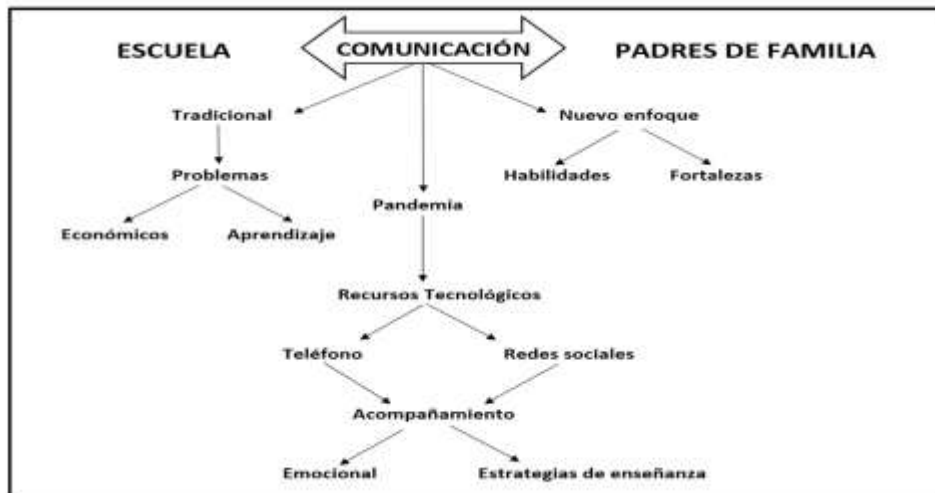 ESCUELA COMUNICACIÓN PADRES DE FAMILIA
Tradicional Nuevo enfoque
Problemas Habilidades Fortalezas
Pandemia
Económicos Aprendizaje
Recursos Tecnológicos
Teléfono Redes sociales
Acompañamiento
Emocional Estrategias de enseñanza